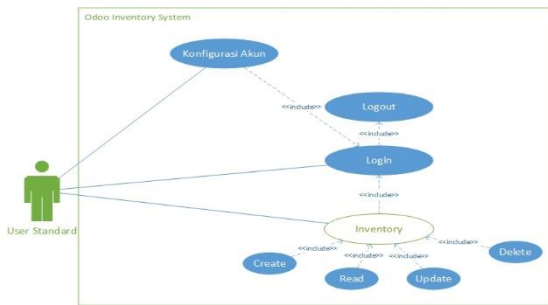 Odoo Inventory System
Konfigurasi Akun
Logout
<<include>>
<<include>>
Login
<<include>>
User Standard
Inventory
<<include>>
<<include>>
<<include>>
<<include>>
Create
Read
Update
Delete